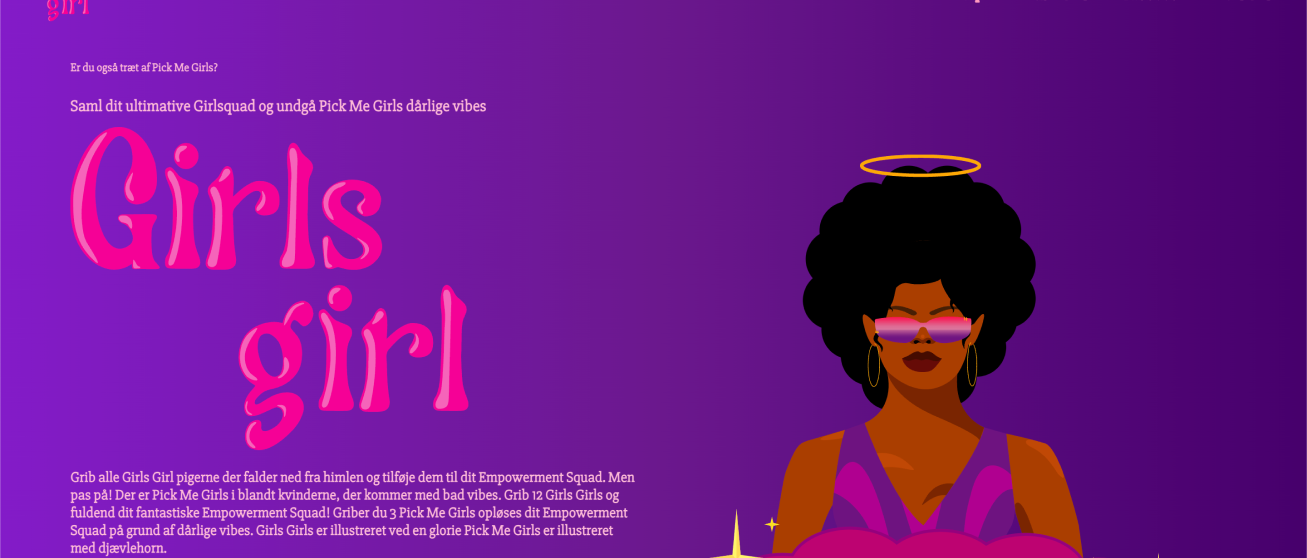 girl
Er du også træt af Pick Me Girls?
Saml dit ultimative Girlsquad og undgå Pick Me Girls dårlige vibes
Girls
girl
Grib alle Girls Girl pigerne der falder ned fra himlen og tilføje dem til dit Empowerment Squad. Men
pas på! Der er Pick Me Girls i blandt kvinderne, der kommer med bad vibes. Grib 12 Girls Girls og
fuldend dit fantastiske Empowerment Squad! Griber du 3 Pick Me Girls opløses dit Empowerment
Squad på grund af dårlige vibes. Girls Girls er illustreret ved en glorie Pick Me Girls er illustreret
med djævlehorn.